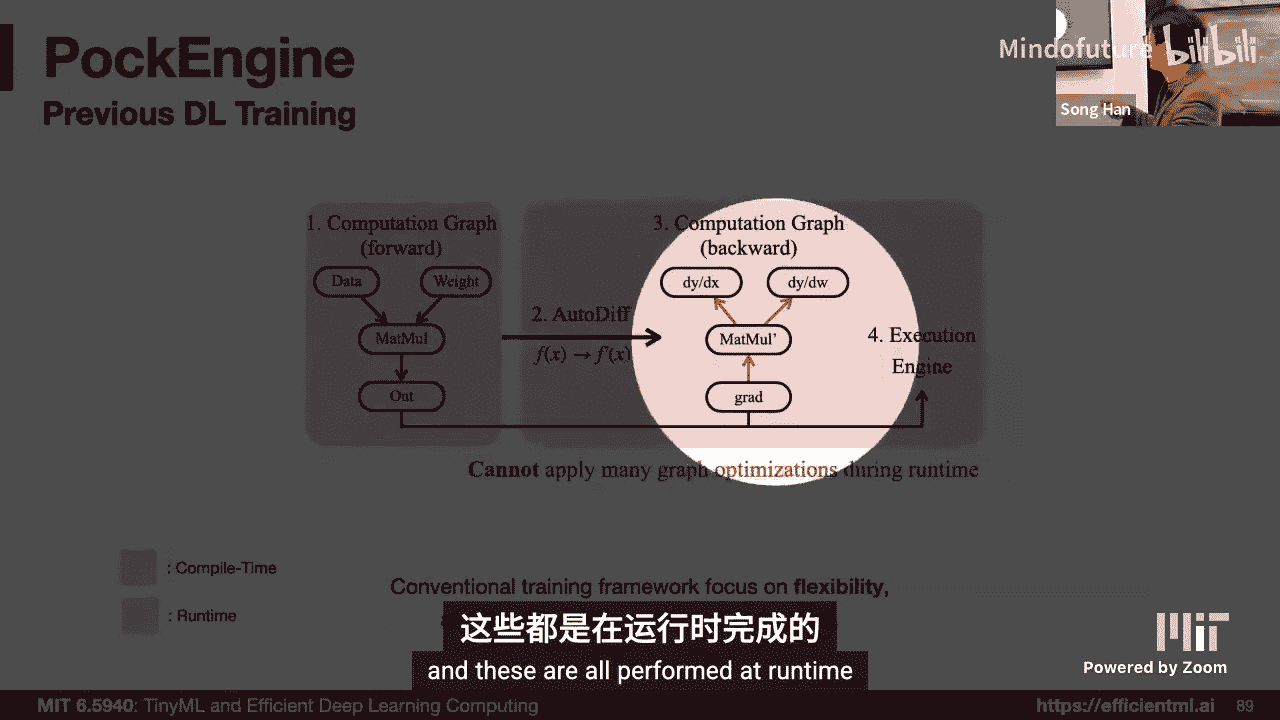 PockEngine
Previous DL Training
Mindofuture bilibili
Song Han
1. Computation Graph
(forward)
Data
Weight
MatMul
Out
2. AutoDiff
f(x) → f'(x)
3. Computation Graph
(backward)
dy/dx
dy/dw
MatMul'
grad
4. Execution
Engine
Cannot apply many graph optimizations during runtime
: Compile-Time
: Runtime
Conventional training framework focus on flexibility,
这些都是在运行时完成的
and these are all performed at runtime
MIT
Powered by Zoom
MIT 6.5940: TinyML and Efficient Deep Learning Computing
https://efficientml.ai
89